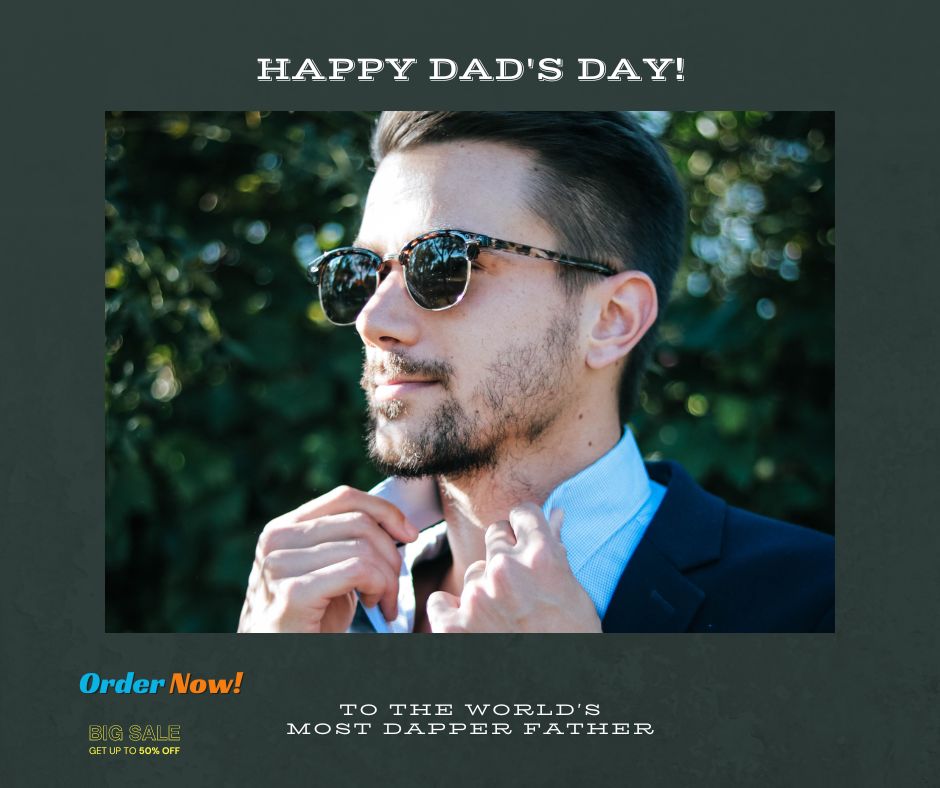 HAPPY DAD'S DAY!
Order Now!
BIG SALE
GET UP TO 50% OFF
TO THE WORLD'S
MOST DAPPER FATHER